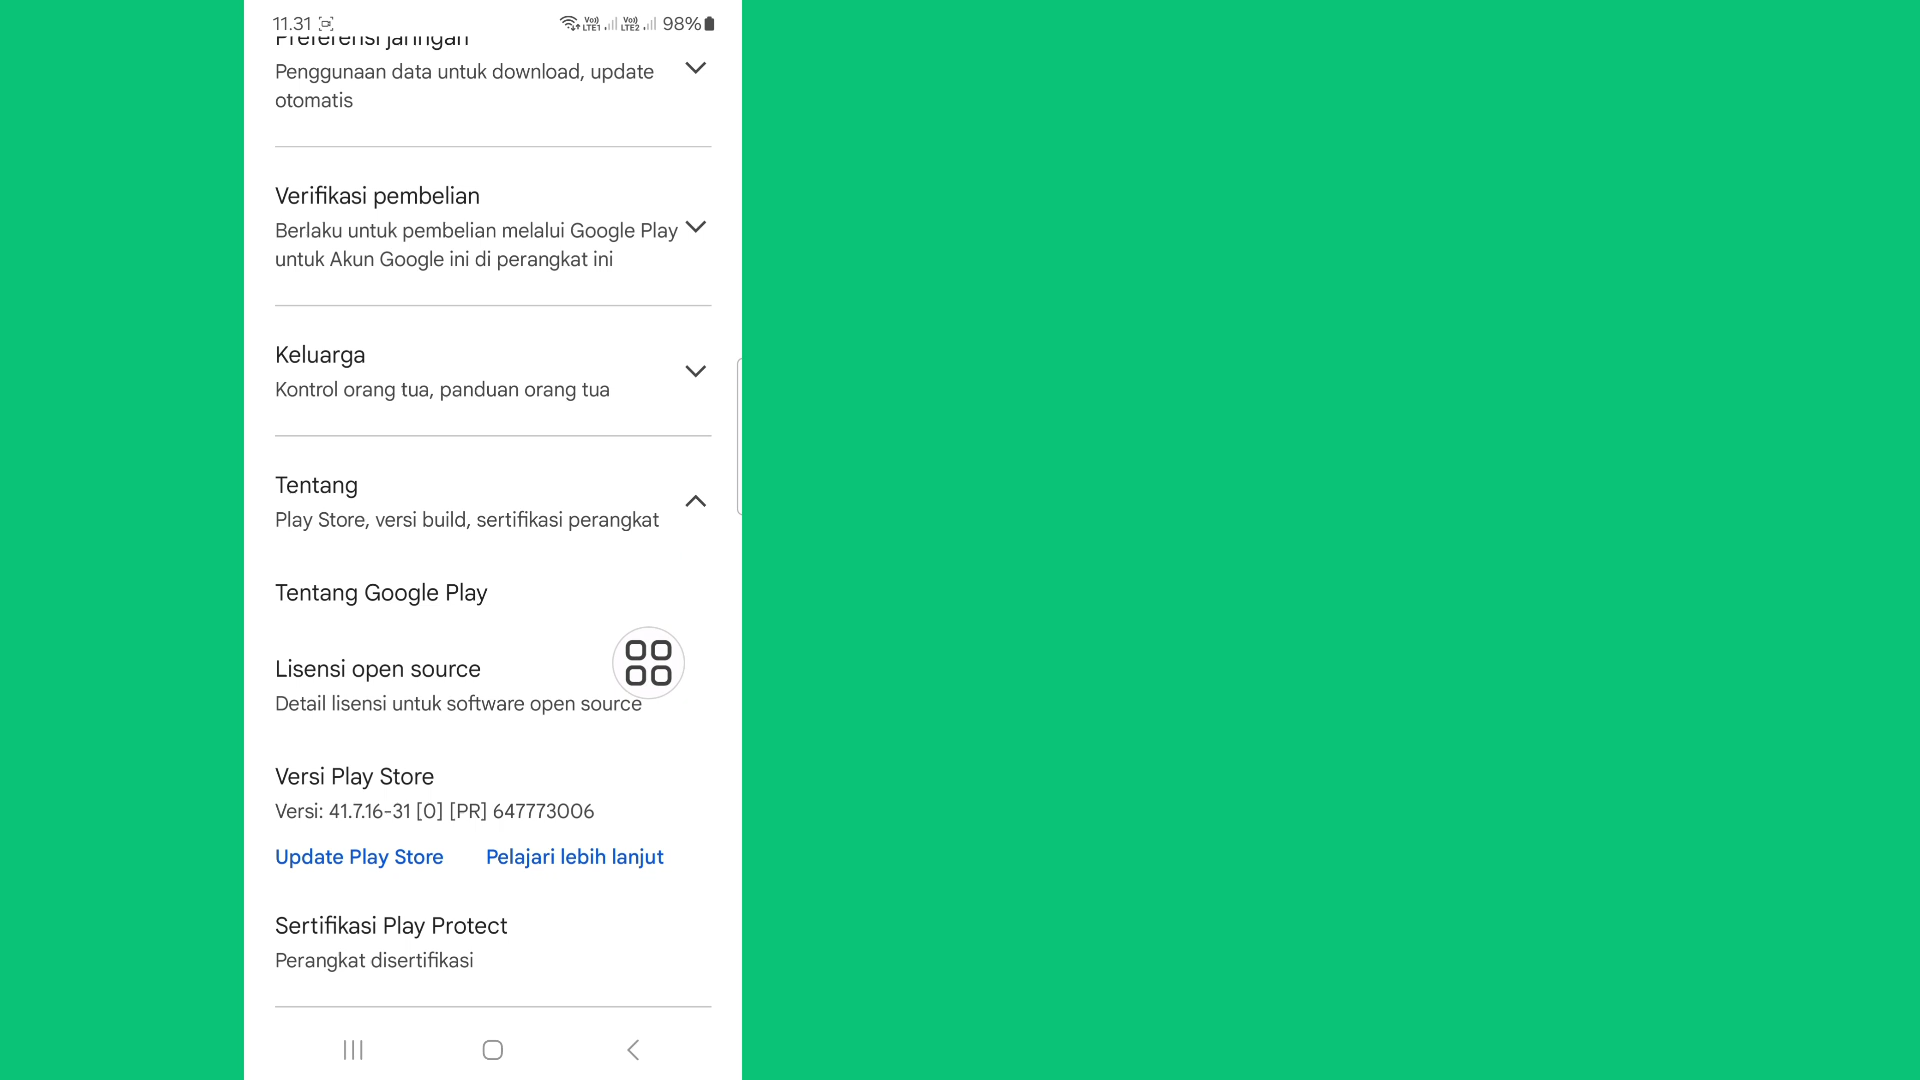 11.31 98%
Preferensi jaringan
Penggunaan data untuk download, update
otomatis
Verifikasi pembelian
Berlaku untuk pembelian melalui Google Play
untuk Akun Google ini di perangkat ini
Keluarga
Kontrol orang tua, panduan orang tua
Tentang
Play Store, versi build, sertifikasi perangkat
Tentang Google Play
Lisensi open source
Detail lisensi untuk software open source
Versi Play Store
Versi: 41.7.16-31 [0] [PR] 647773006
Update Play Store Pelajari lebih lanjut
Sertifikasi Play Protect
Perangkat disertifikasi